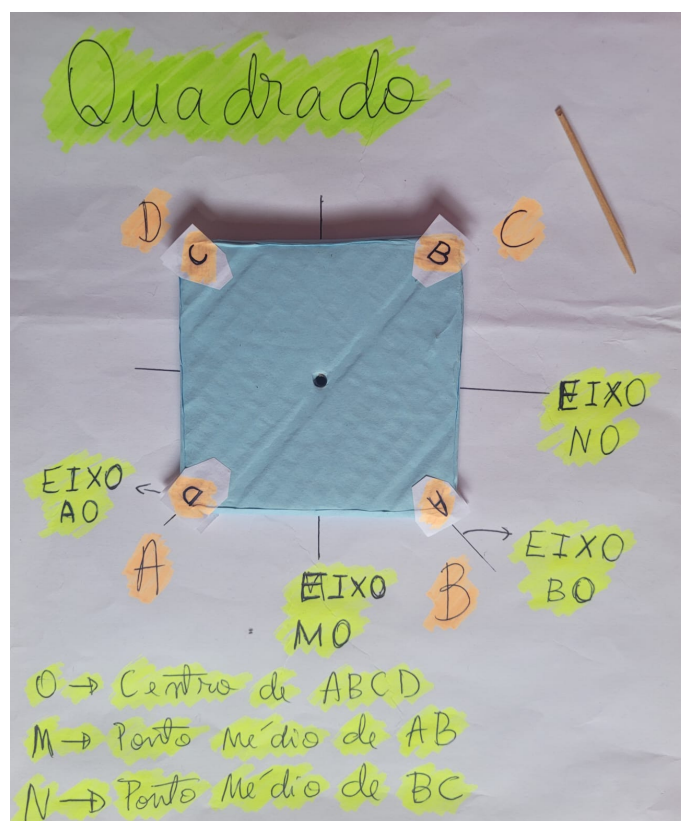 Quadrado
D
C
C
B
EIXO
NO
EIXO
AO
D
A
A
B
EIXO
BO
EIXO
MO
O → Centro de ABCD
M → Ponto Médio de AB
N → Ponto Médio de BC